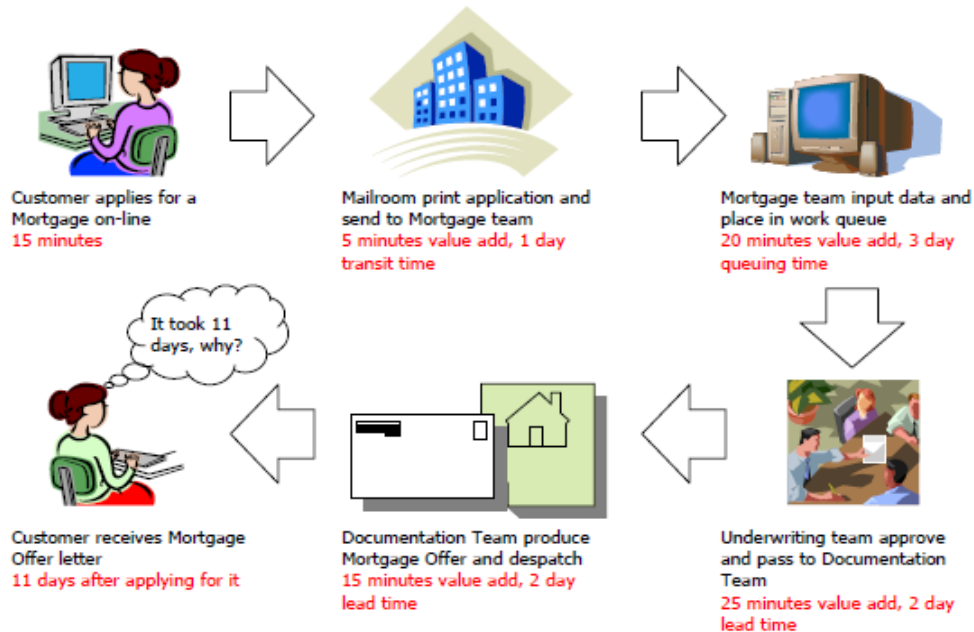 Customer applies for a
Mortgage on-line
15 minutes
Mailroom print application and
send to Mortgage team
5 minutes value add, 1 day
transit time
Mortgage team input data and
place in work queue
20 minutes value add, 3 day
queuing time
Underwriting team approve
and pass to Documentation
Team
25 minutes value add, 2 day
lead time
Documentation Team produce
Mortgage Offer and despatch
15 minutes value add, 2 day
lead time
It took 11
days, why?
Customer receives Mortgage
Offer letter
11 days after applying for it